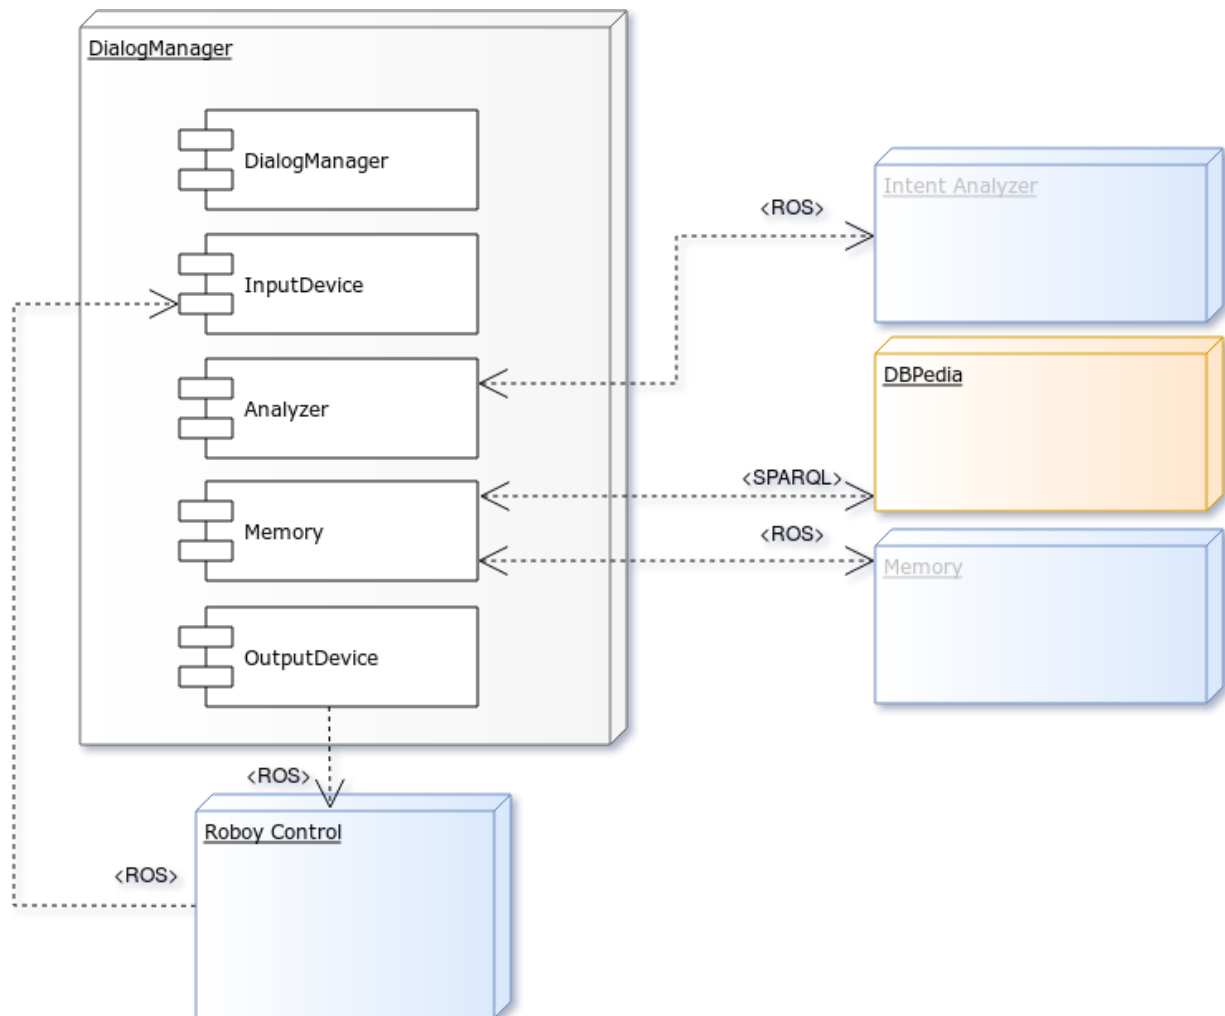 DialogManager
DialogManager
InputDevice
Analyzer
Memory
OutputDevice
<ROS>
Intent Analyzer
DBPedia
<SPARQL>
<ROS>
Memory
<ROS>
Roboy Control
<ROS>